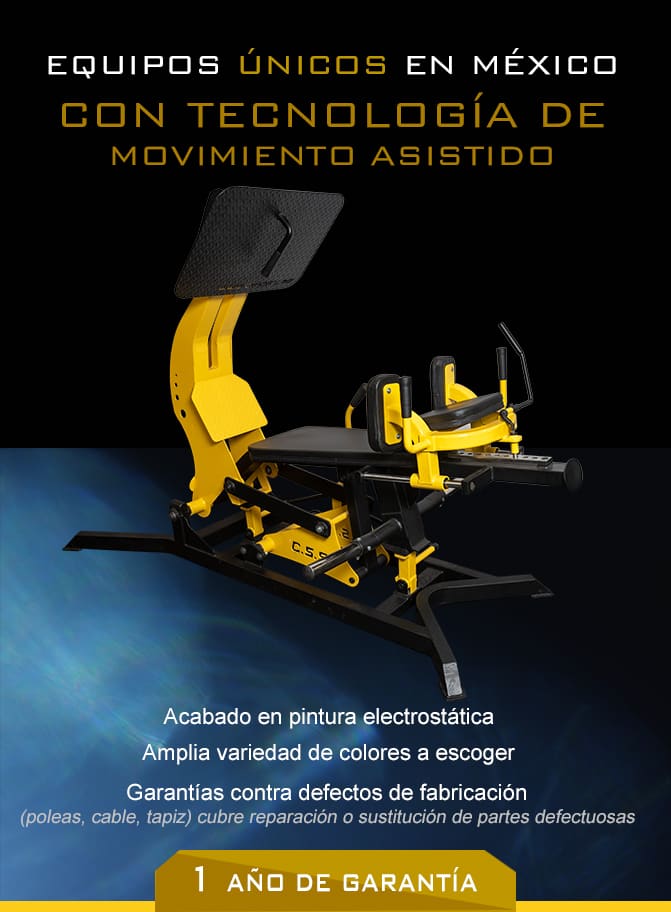 EQUIPOS ÚNICOS EN MÉXICO
CON TECNOLOGÍA DE
MOVIMIENTO ASISTIDO
C.S.S
Acabado en pintura electrostática
Amplia variedad de colores a escoger
Garantías contra defectos de fabricación
(poleas, cable, tapiz) cubre reparación o sustitución de partes defectuosas
1 AÑO DE GARANTÍA